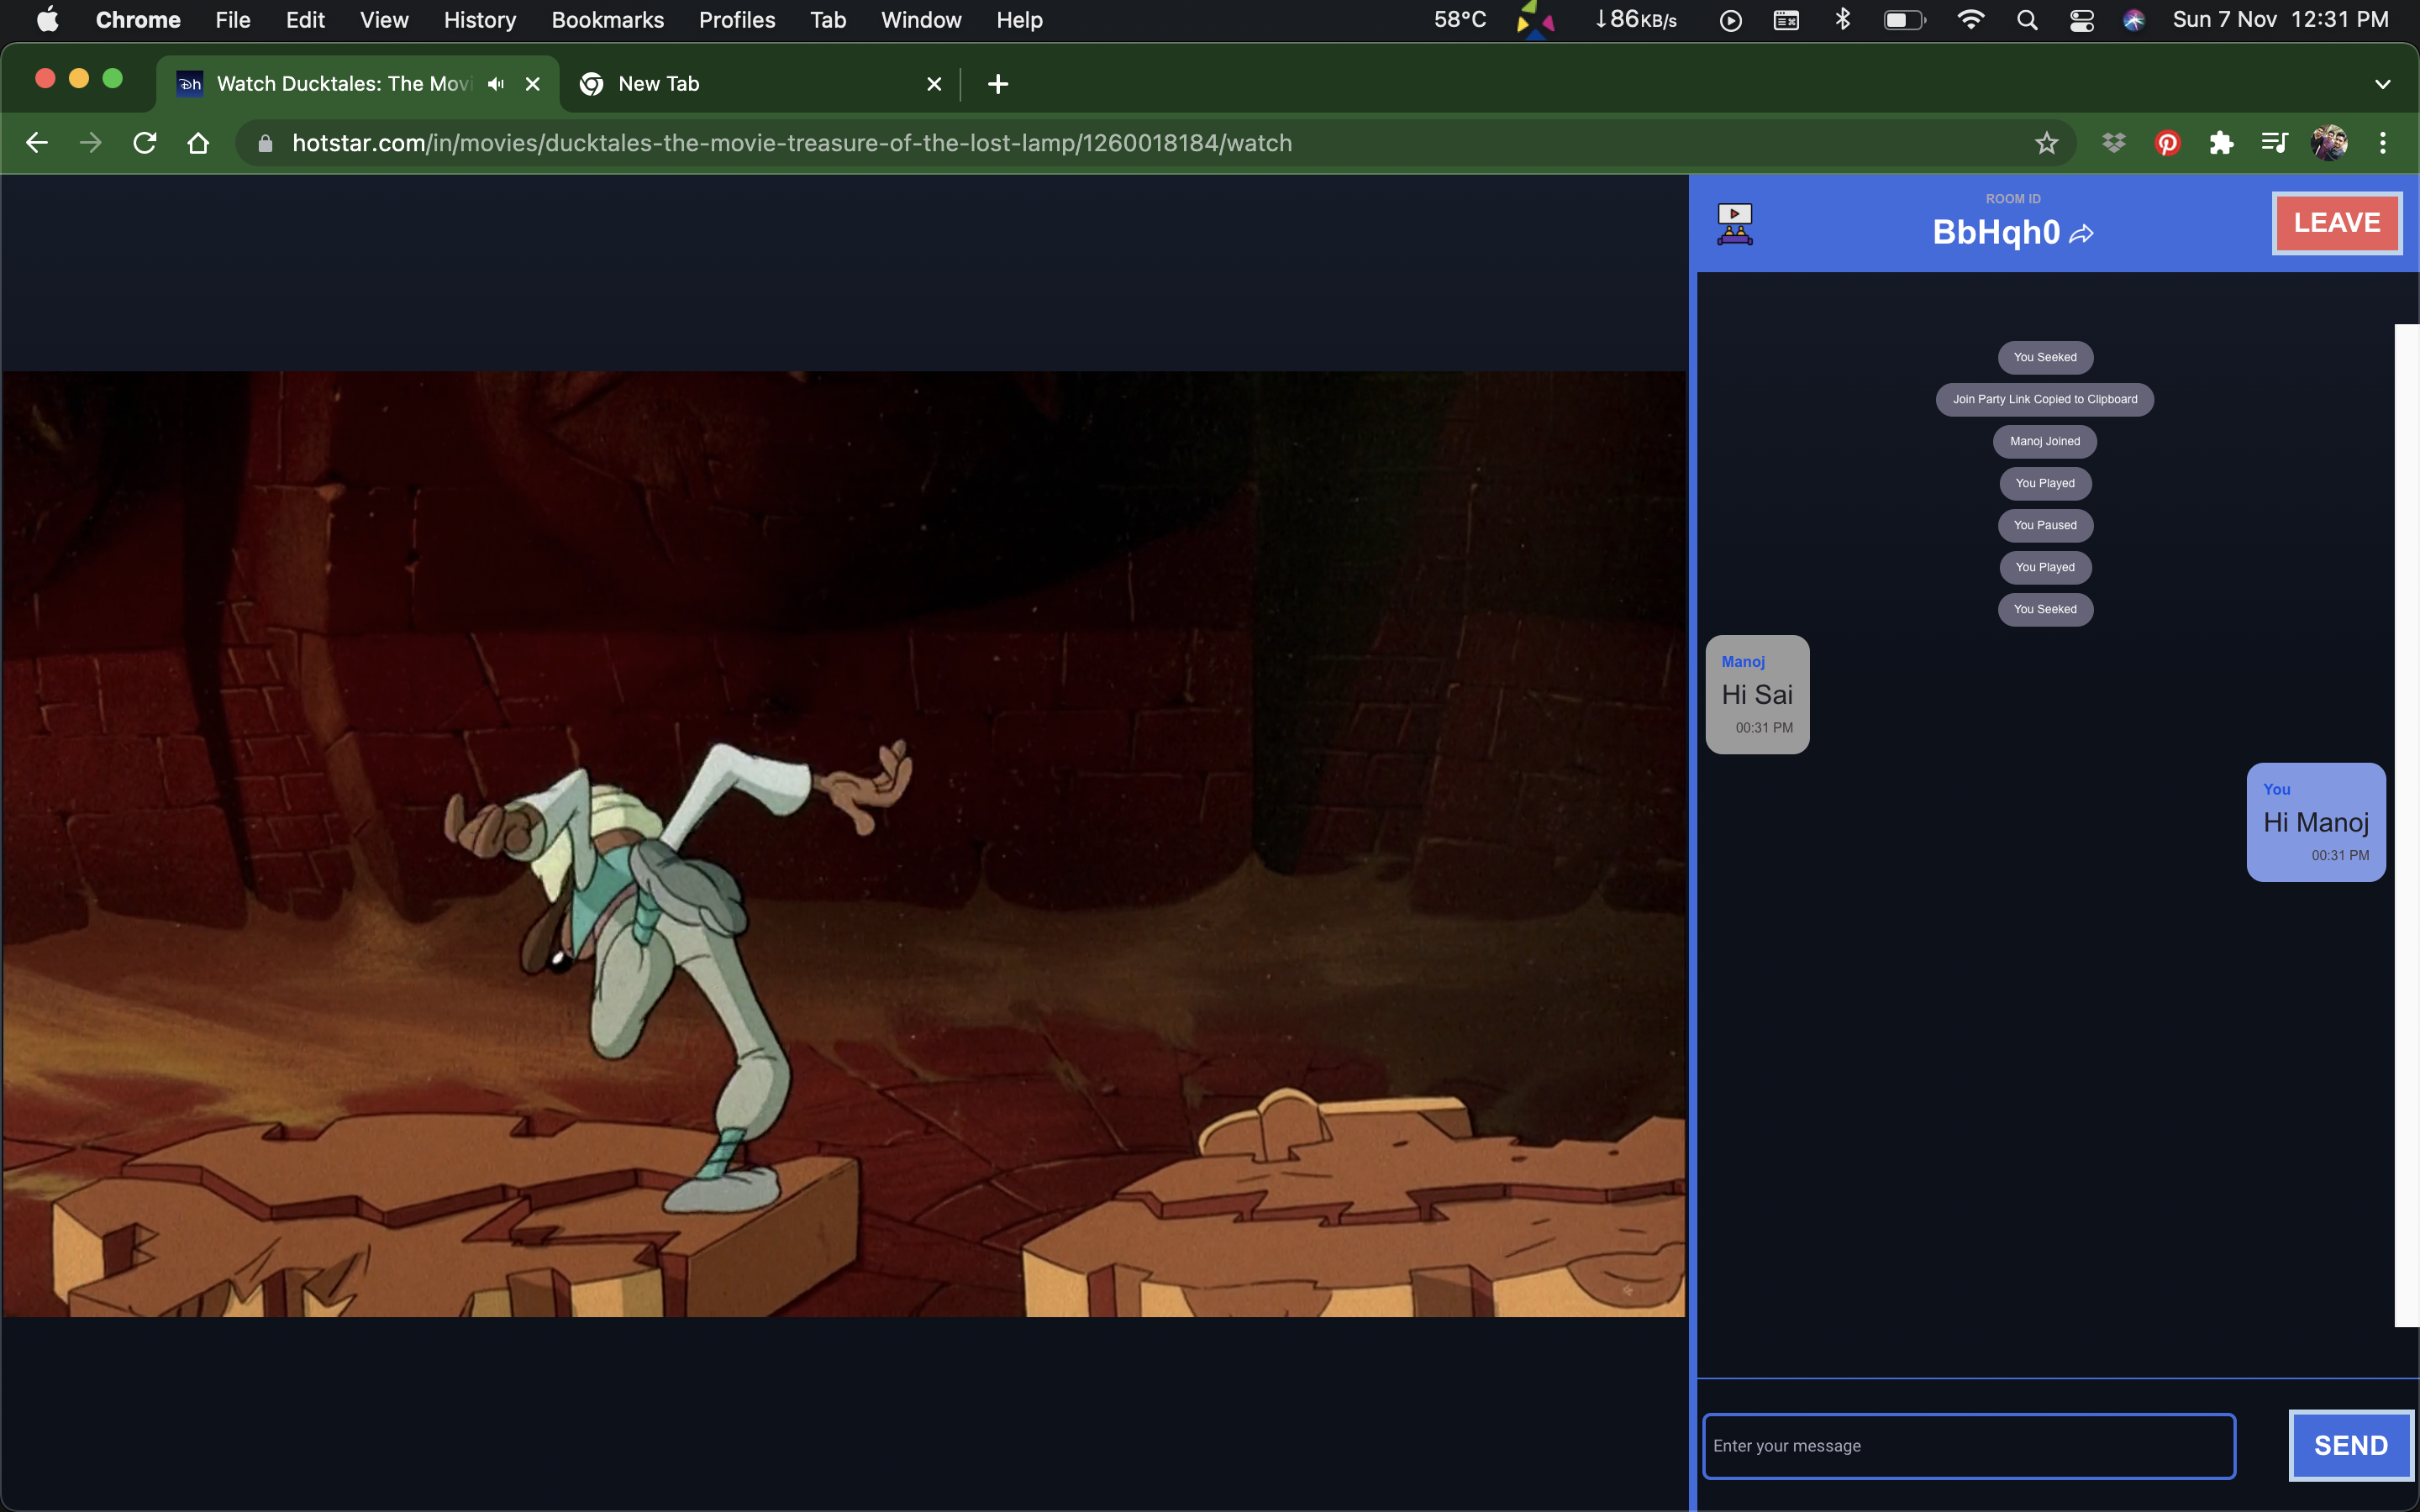 Chrome File Edit View History Bookmarks Profiles Tab Window Help 58°C ↓86KB/s Sun 7 Nov 12:31 PM
Dh Watch Ducktales: The Movi New Tab
hotstar.com/in/movies/ducktales-the-movie-treasure-of-the-lost-lamp/1260018184/watch
ROOM ID
BbHqh0
LEAVE
You Seeked
Join Party Link Copied to Clipboard
Manoj Joined
You Played
You Paused
You Played
You Seeked
Manoj
Hi Sai
00:31 PM
You
Hi Manoj
00:31 PM
Enter your message
SEND